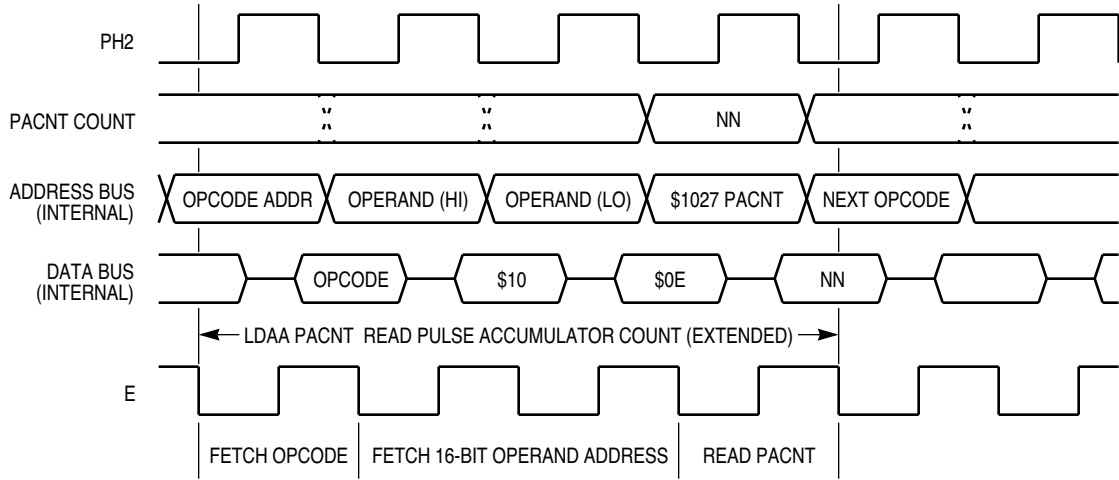 PH2
PACNT COUNT
NN
ADDRESS BUS
(INTERNAL)
OPCODE ADDR
OPERAND (HI)
OPERAND (LO)
$1027 PACNT
NEXT OPCODE
DATA BUS
(INTERNAL)
OPCODE
$10
$0E
NN
LDAA PACNT READ PULSE ACCUMULATOR COUNT (EXTENDED)
E
FETCH OPCODE
FETCH 16-BIT OPERAND ADDRESS
READ PACNT